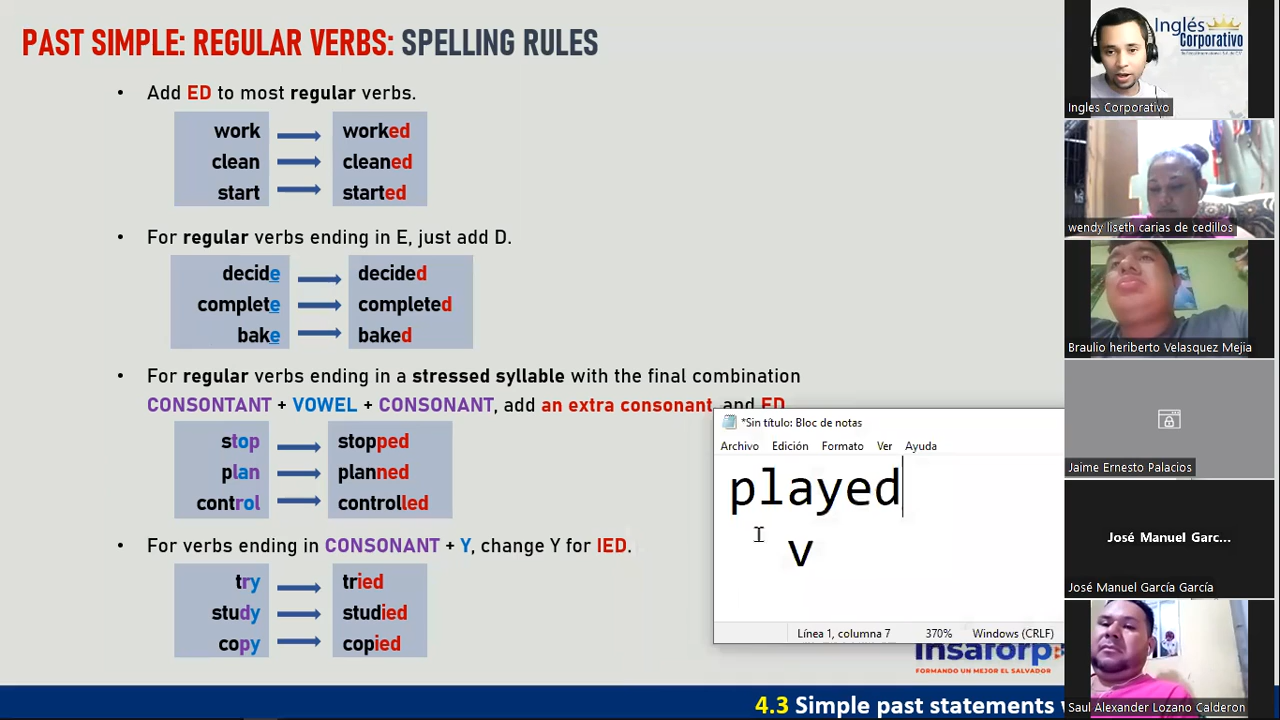 PAST SIMPLE: REGULAR VERBS: SPELLING RULES
• Add ED to most regular verbs.
work worked
clean cleaned
start started
• For regular verbs ending in E, just add D.
decide decided
complete completed
bake baked
• For regular verbs ending in a stressed syllable with the final combination
CONSONTANT + VOWEL + CONSONANT, add an extra consonant, and ED
stop stopped
plan planned
control controlled
• For verbs ending in CONSONANT + Y, change Y for IED.
try tried
study studied
copy copied
*Sin título: Bloc de notas
Archivo Edición Formato Ver Ayuda
played
v
Línea 1, columna 7 370% Windows (CRLF)
Insaforp
FORMANDO UN MEJOR EL SALVADOR
4.3 Simple past statements
Inglés
Corporativo
Ingles Corporativo
wendy liseth carias de cedillos
Braulio heriberto Velasquez Mejia
Jaime Ernesto Palacios
José Manuel Garc...
José Manuel García García
Saul Alexander Lozano Calderon